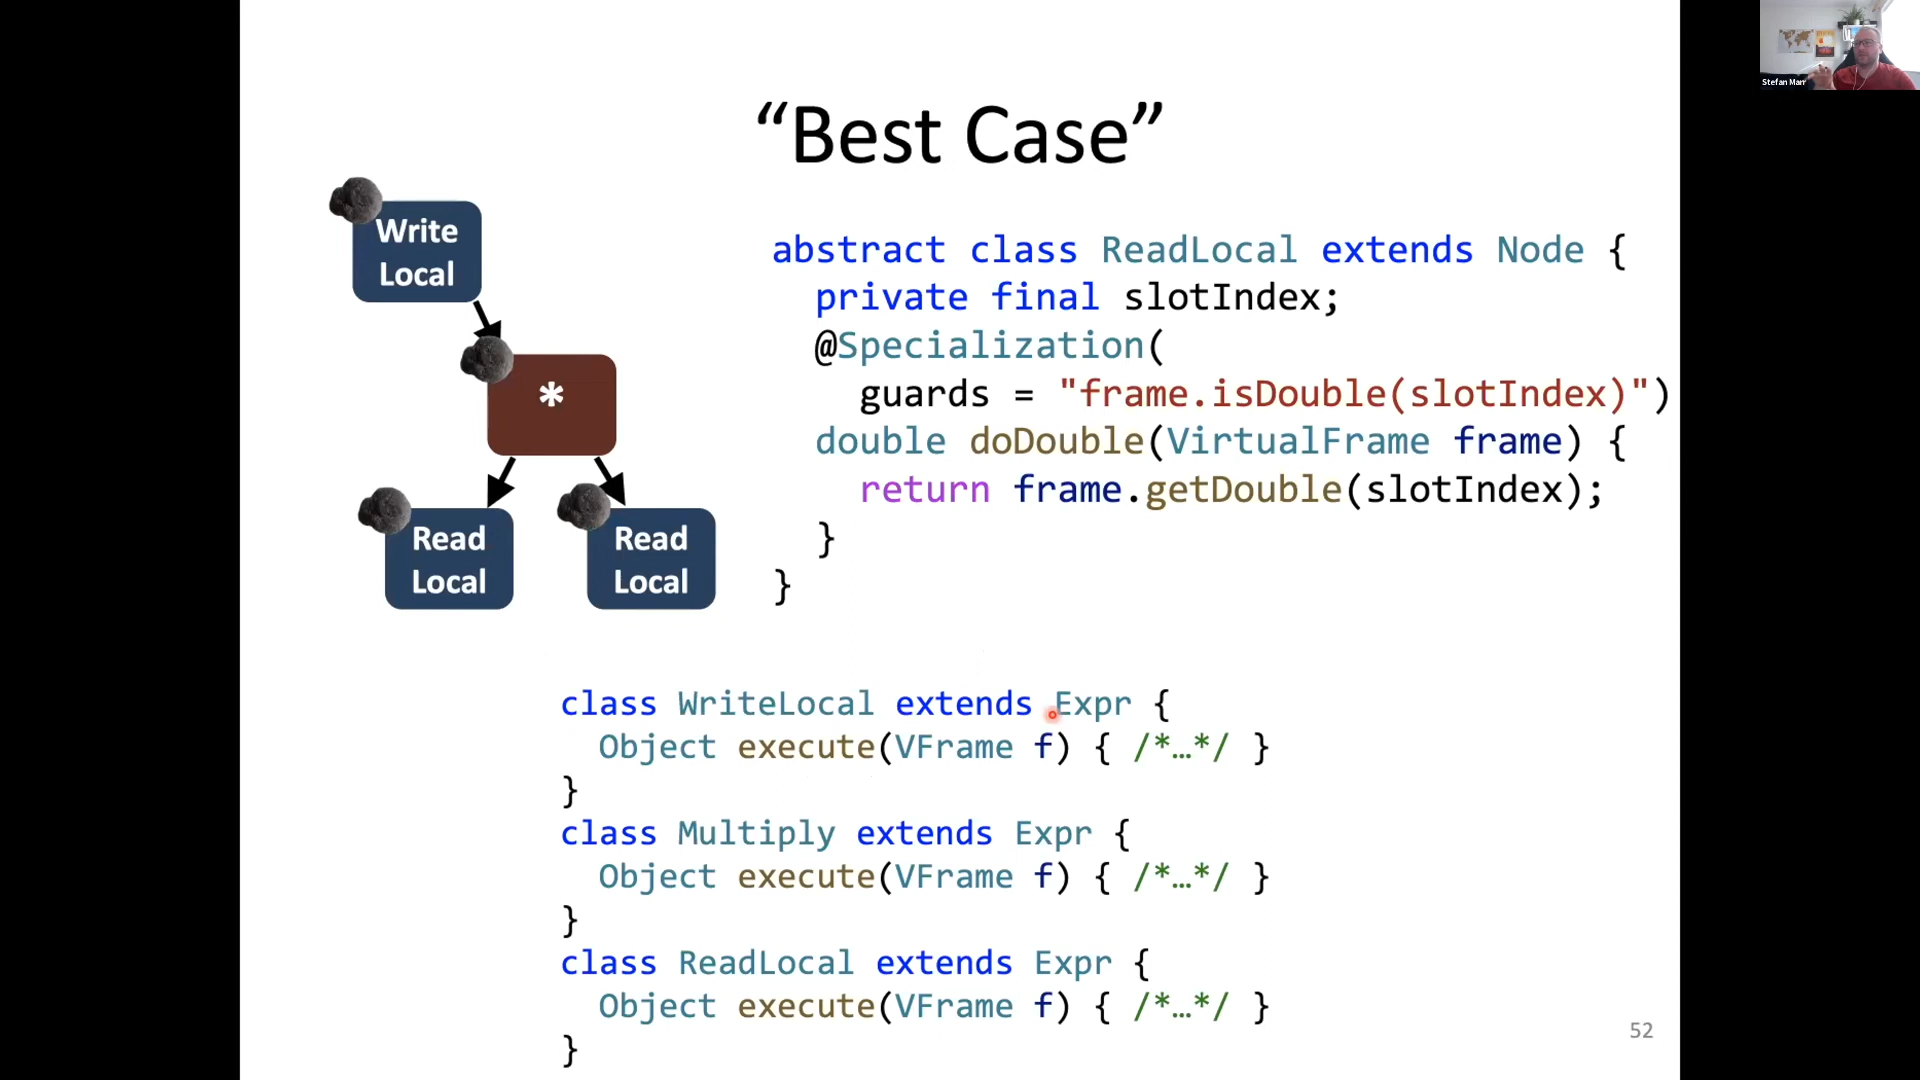 “Best Case”
Write
Local
*
Read
Local
Read
Local
abstract class ReadLocal extends Node {
private final slotIndex;
@Specialization(
guards = "frame.isDouble(slotIndex)")
double doDouble(VirtualFrame frame) {
return frame.getDouble(slotIndex);
}
}
class WriteLocal extends Expr {
Object execute(VFrame f) { /*…*/ }
}
class Multiply extends Expr {
Object execute(VFrame f) { /*…*/ }
}
class ReadLocal extends Expr {
Object execute(VFrame f) { /*…*/ }
}
52
Stefan Marr